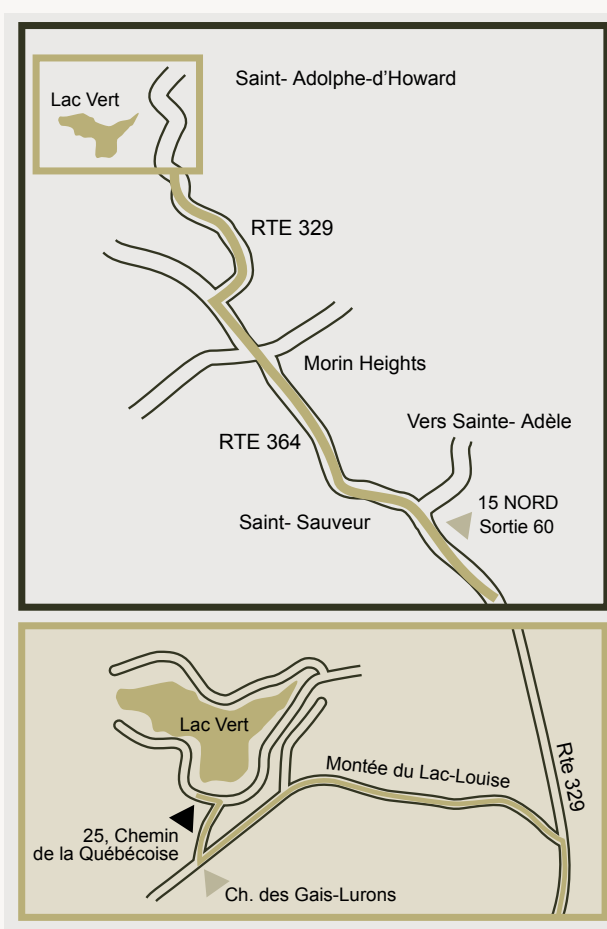 Saint- Adolphe-d'Howard
Lac Vert
RTE 329
Morin Heights
Vers Sainte- Adèle
RTE 364
15 NORD
Sortie 60
Saint- Sauveur
Lac Vert
Montée du Lac-Louise
Rte 329
25, Chemin
de la Québécoise
Ch. des Gais-Lurons